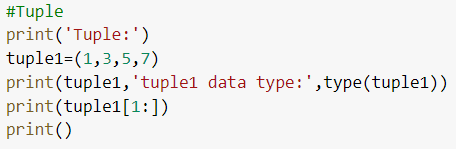 #Tuple
print('Tuple:')
tuple1=(1,3,5,7)
print(tuple1,'tuple1 data type:',type(tuple1))
print(tuple1[1:])
print()